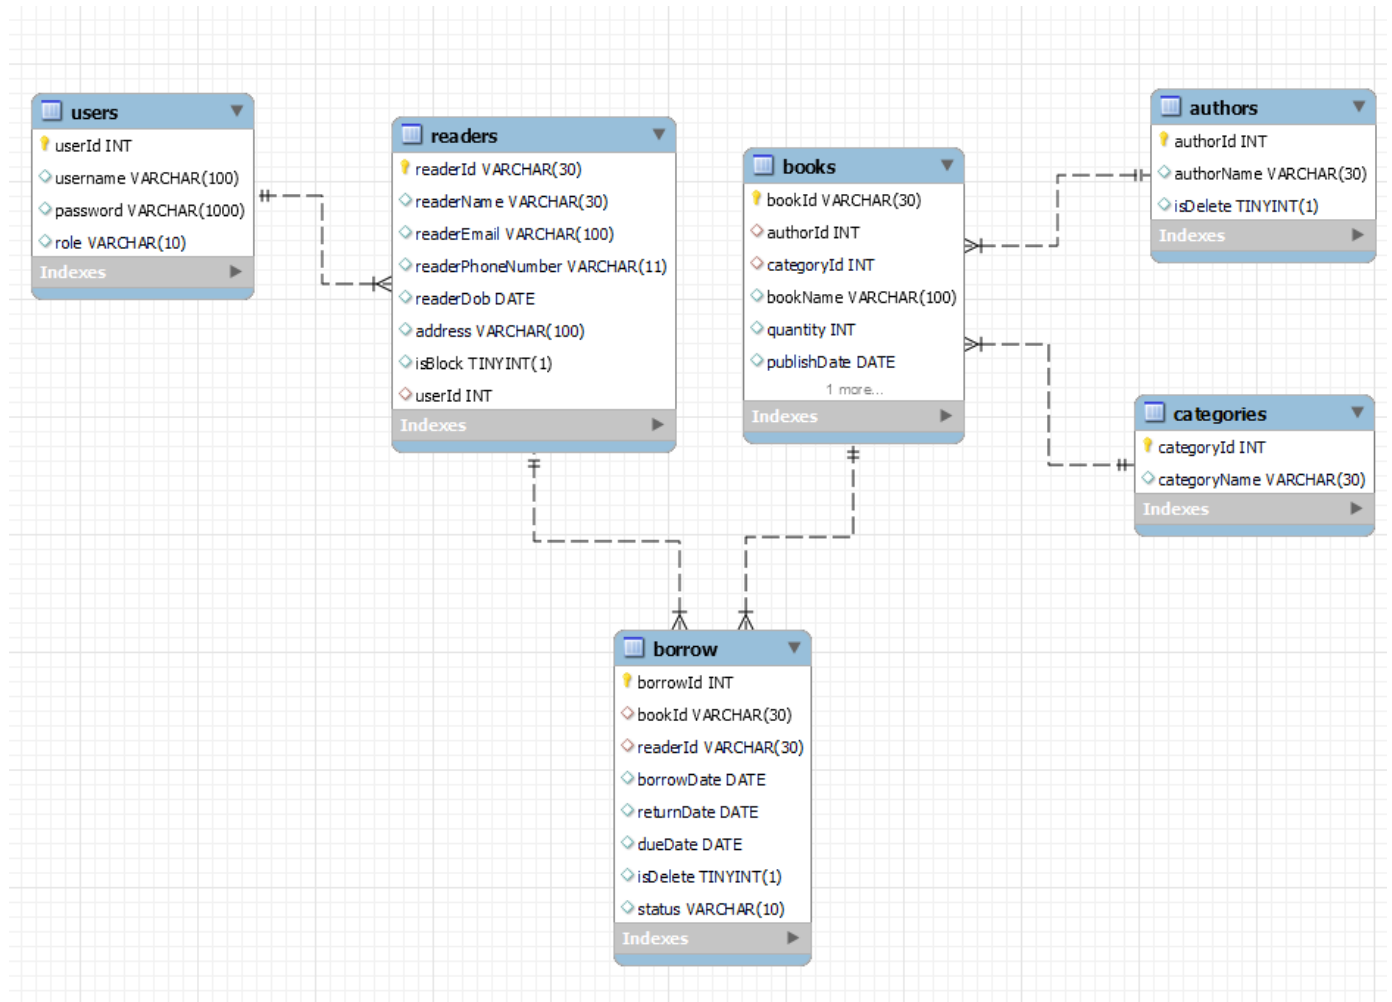 users
userId INT
username VARCHAR(100)
password VARCHAR(1000)
role VARCHAR(10)
Indexes
readers
readerId VARCHAR(30)
readerName VARCHAR(30)
readerEmail VARCHAR(100)
readerPhoneNumber VARCHAR(11)
readerDob DATE
address VARCHAR(100)
isBlock TINYINT(1)
userId INT
Indexes
books
bookId VARCHAR(30)
authorId INT
categoryId INT
bookName VARCHAR(100)
quantity INT
publishDate DATE
1 more...
Indexes
authors
authorId INT
authorName VARCHAR(30)
isDelete TINYINT(1)
Indexes
categories
categoryId INT
categoryName VARCHAR(30)
Indexes
borrow
borrowId INT
bookId VARCHAR(30)
readerId VARCHAR(30)
borrowDate DATE
returnDate DATE
dueDate DATE
isDelete TINYINT(1)
status VARCHAR(10)
Indexes